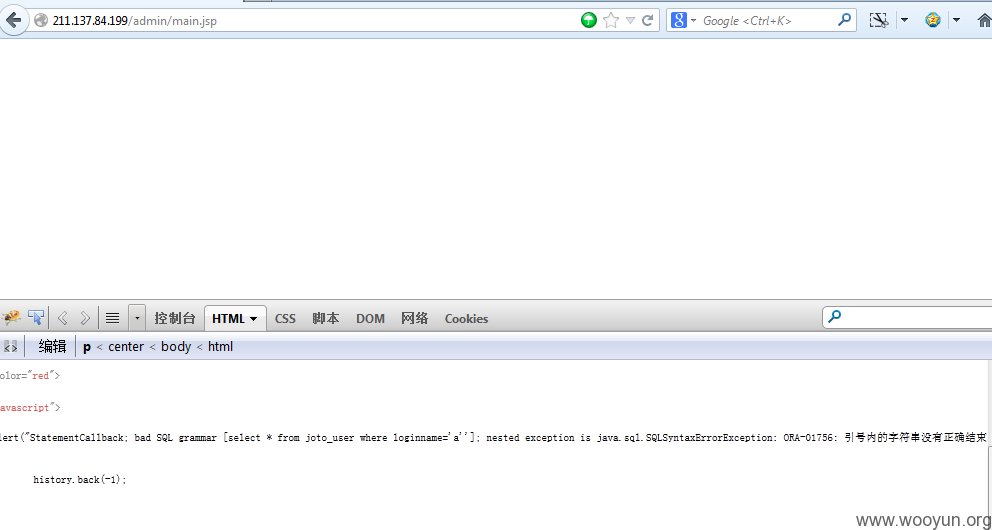 211.137.84.199/admin/main.jsp
Google <Ctrl+K>
控制台 HTML CSS 脚本 DOM 网络 Cookies
编辑 p < center < body < html
olor="red">
avascript">
lert("StatementCallback; bad SQL grammar [select * from joto_user where loginname='a'']; nested exception is java.sql.SQLSyntaxErrorException: ORA-01756: 引号内的字符串没有正确结束
history.back(-1);
www.wooyun.org